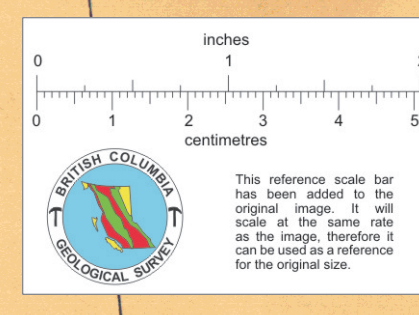 inches
0 1 2
0 1 2 3 4 5
centimetres
BRITISH COLUMBIA
GEOLOGICAL SURVEY
This reference scale bar
has been added to the
original image. It will
scale at the same rate
as the image, therefore it
can be used as a reference
for the original size.